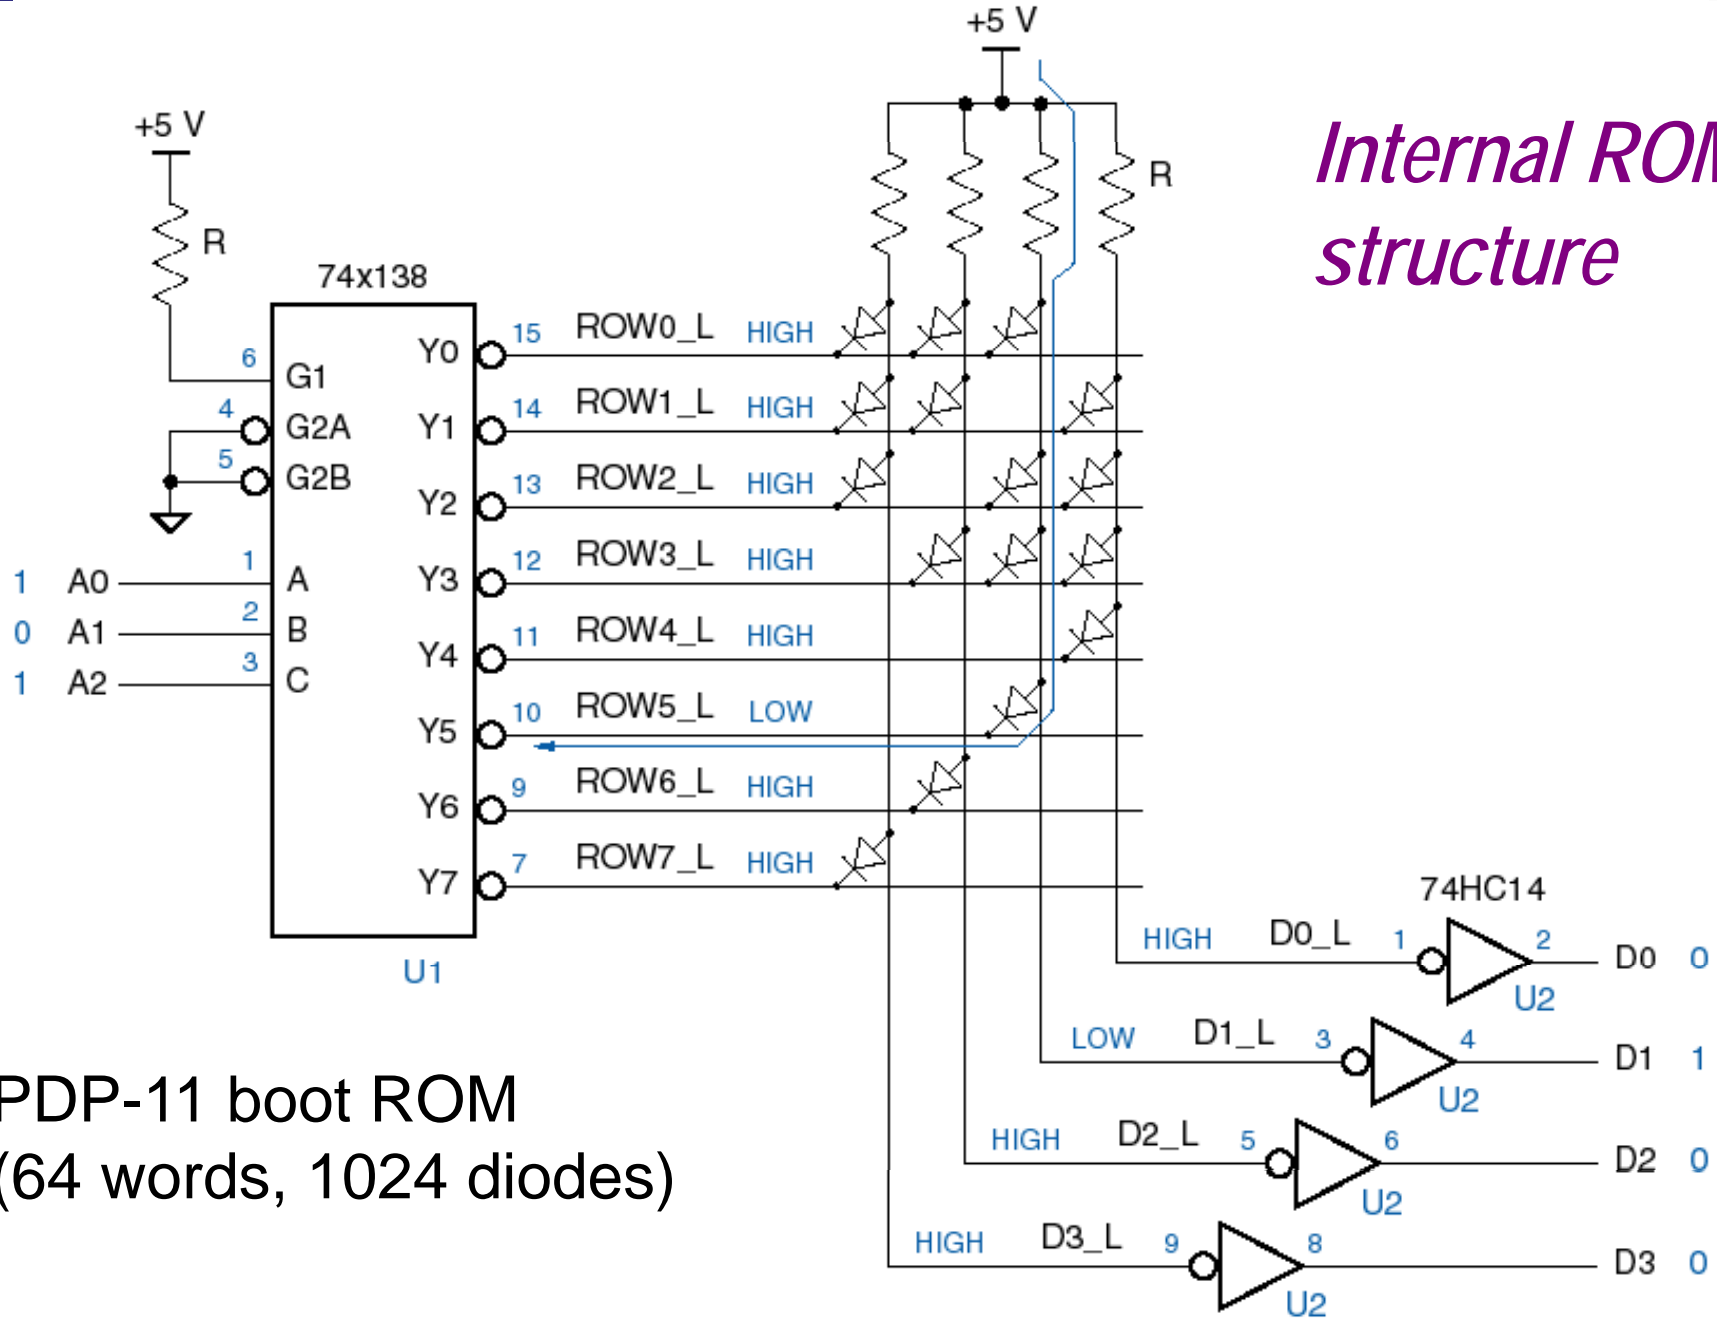 +5 V
+5 V
Internal ROM
structure
R
R
74x138
6 G1
4 G2A
5 G2B
1 A0 1 A
0 A1 2 B
1 A2 3 C
Y0 15 ROW0_L HIGH
Y1 14 ROW1_L HIGH
Y2 13 ROW2_L HIGH
Y3 12 ROW3_L HIGH
Y4 11 ROW4_L HIGH
Y5 10 ROW5_L LOW
Y6 9 ROW6_L HIGH
Y7 7 ROW7_L HIGH
U1
74HC14
HIGH D0_L 1 2 D0 0
U2
LOW D1_L 3 4 D1 1
U2
HIGH D2_L 5 6 D2 0
U2
HIGH D3_L 9 8 D3 0
U2
PDP-11 boot ROM
(64 words, 1024 diodes)